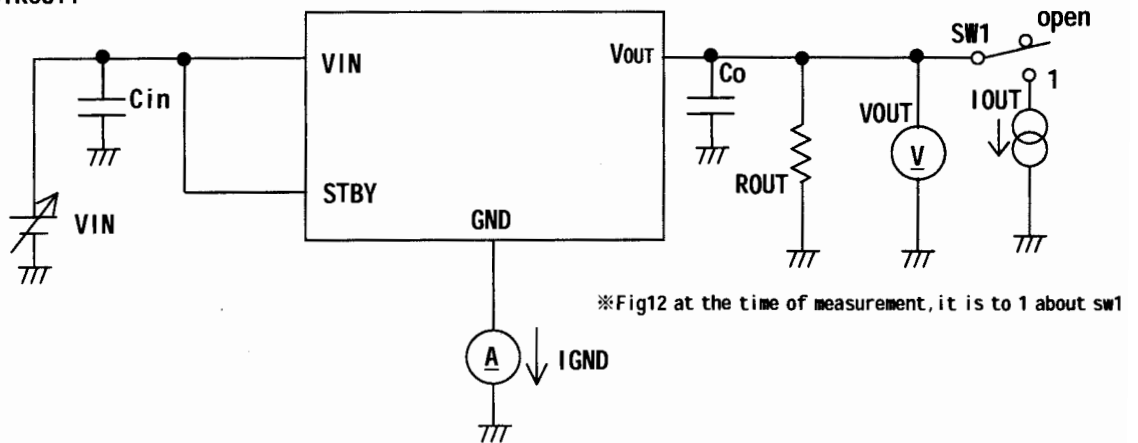 VIN
VOUT
SW1
open
Cin
Co
1
IOUT
VOUT
V
ROUT
STBY
VIN
GND
※Fig12 at the time of measurement, it is to 1 about sw1
A
IGND